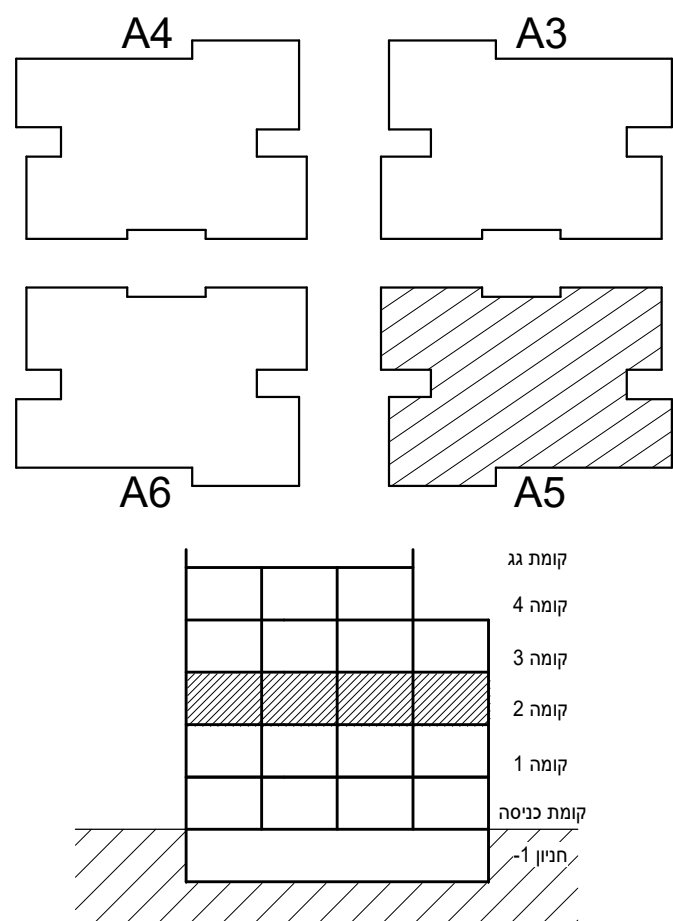 A4 A3
A6 A5
קומת גג
קומה 4
קומה 3
קומה 2
קומה 1
קומת כניסה
חניון 1-